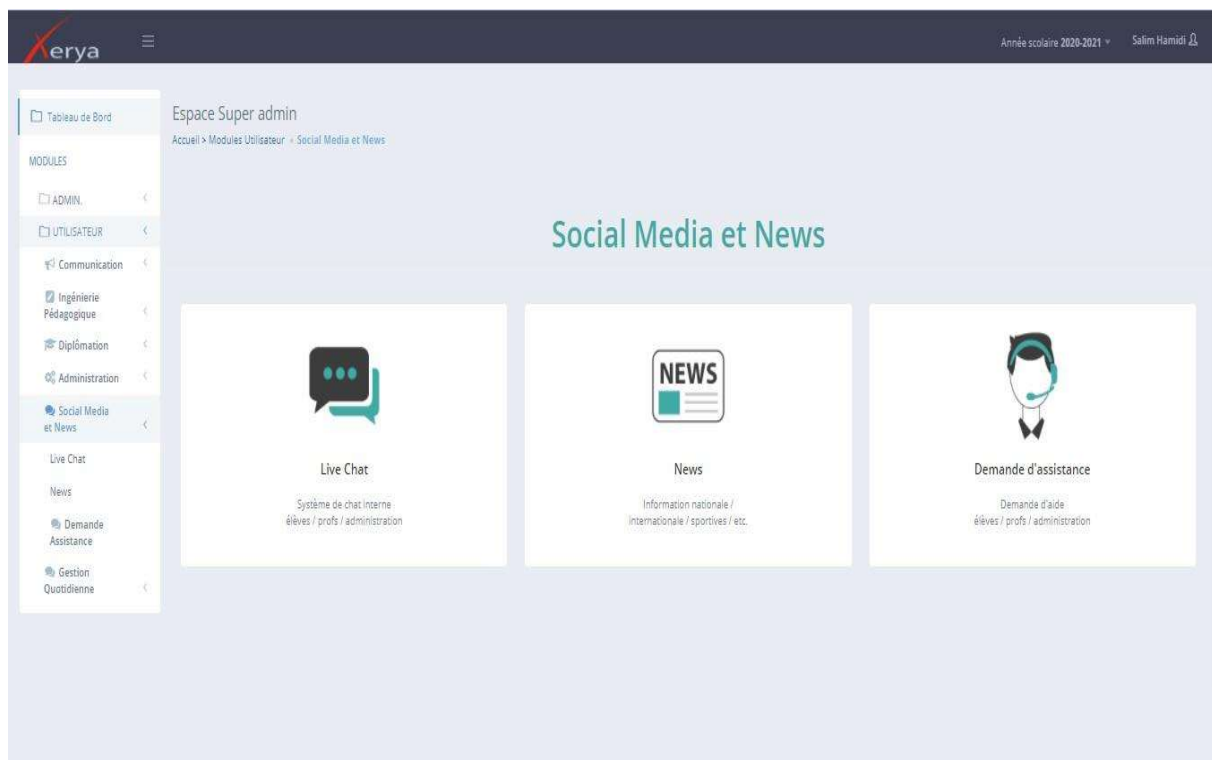 Xerya
Année scolaire 2020-2021
Salim Hamidi
Tableau de Bord
MODULES
ADMIN.
UTILISATEUR
Communication
Ingénierie
Pédagogique
Diplômation
Administration
Social Media
et News
Live Chat
News
Demande
Assistance
Gestion
Quotidienne
Espace Super admin
Accueil > Modules Utilisateur > Social Media et News
Social Media et News
Live Chat
Système de chat interne
élèves / profs / administration
NEWS
News
Information nationale /
internationale / sportives / etc.
Demande d'assistance
Demande d'aide
élèves / profs / administration